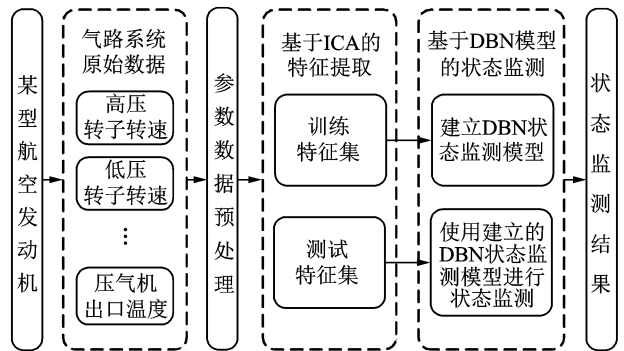 某型航空发动机
气路系统
原始数据
高压
转子转速
低压
转子转速
⋮
压气机
出口温度
参数数据预处理
基于ICA的
特征提取
训练
特征集
测试
特征集
基于DBN模型
的状态监测
建立DBN状
态监测模型
使用建立的
DBN状态监
测模型进行
状态监测
状态监测结果